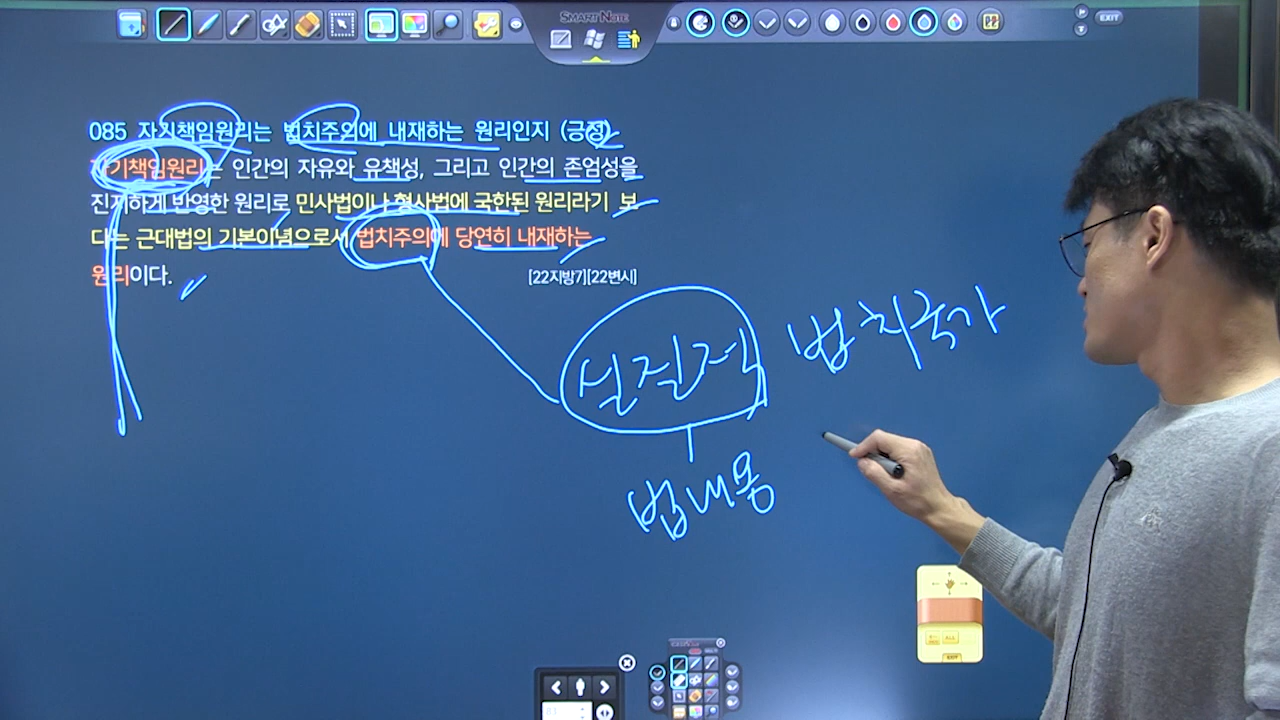 SMARTNOTE
EXIT
085 자기책임원리는 법치주의에 내재하는 원리인지 (긍정)
자기책임원리는 인간의 자유와 유책성, 그리고 인간의 존엄성을
진지하게 반영한 원리로 민사법이나 형사법에 국한된 원리라기 보
다는 근대법의 기본이념으로서 법치주의에 당연히 내재하는
원리이다.
[22지방7][22변시]
실질적 법치국가
법내용
ALL
EXIT